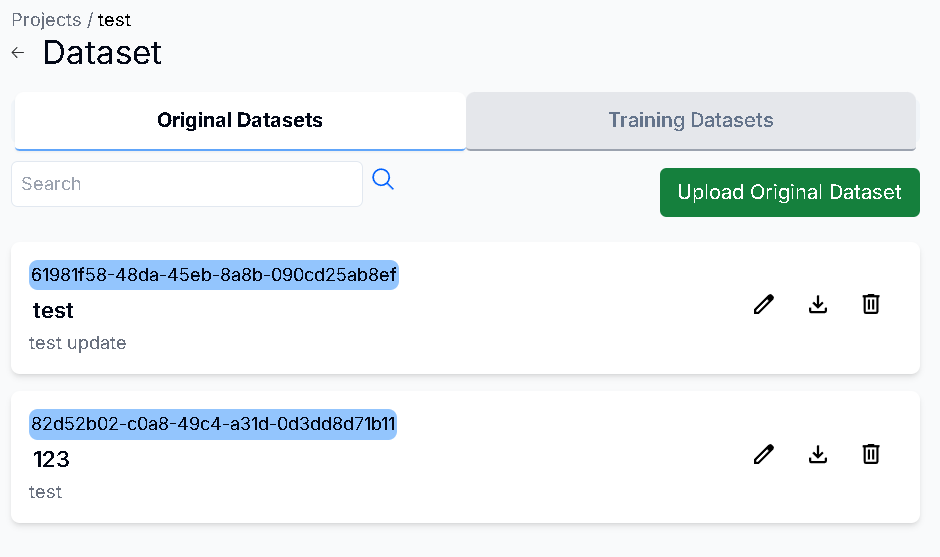 Projects / test
← Dataset
Original Datasets
Training Datasets
Search
Upload Original Dataset
61981f58-48da-45eb-8a8b-090cd25ab8ef
test
test update
82d52b02-c0a8-49c4-a31d-0d3dd8d71b11
123
test